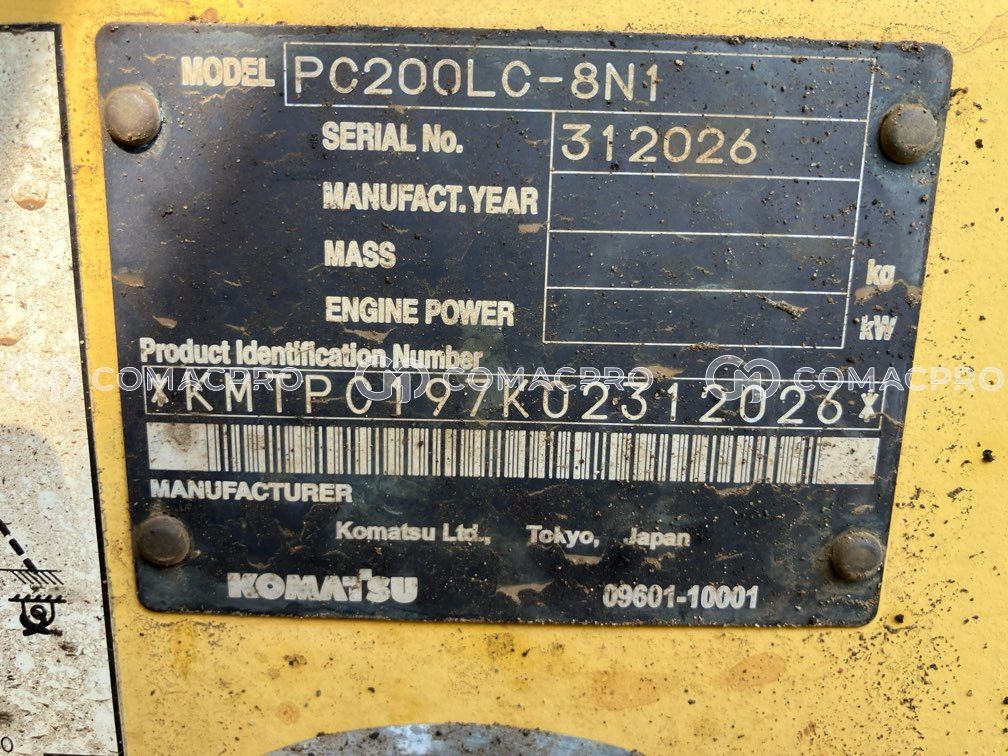 MODEL PC200LC-8N1
SERIAL No. 312026
MANUFACT. YEAR
MASS kg
ENGINE POWER kW
Product Identification Number
COMACPRO COMACPRO COMACPRO
*KMTPC197K02312026*
MANUFACTURER
Komatsu Ltd., Tokyo, Japan
KOMATSU 09601-10001